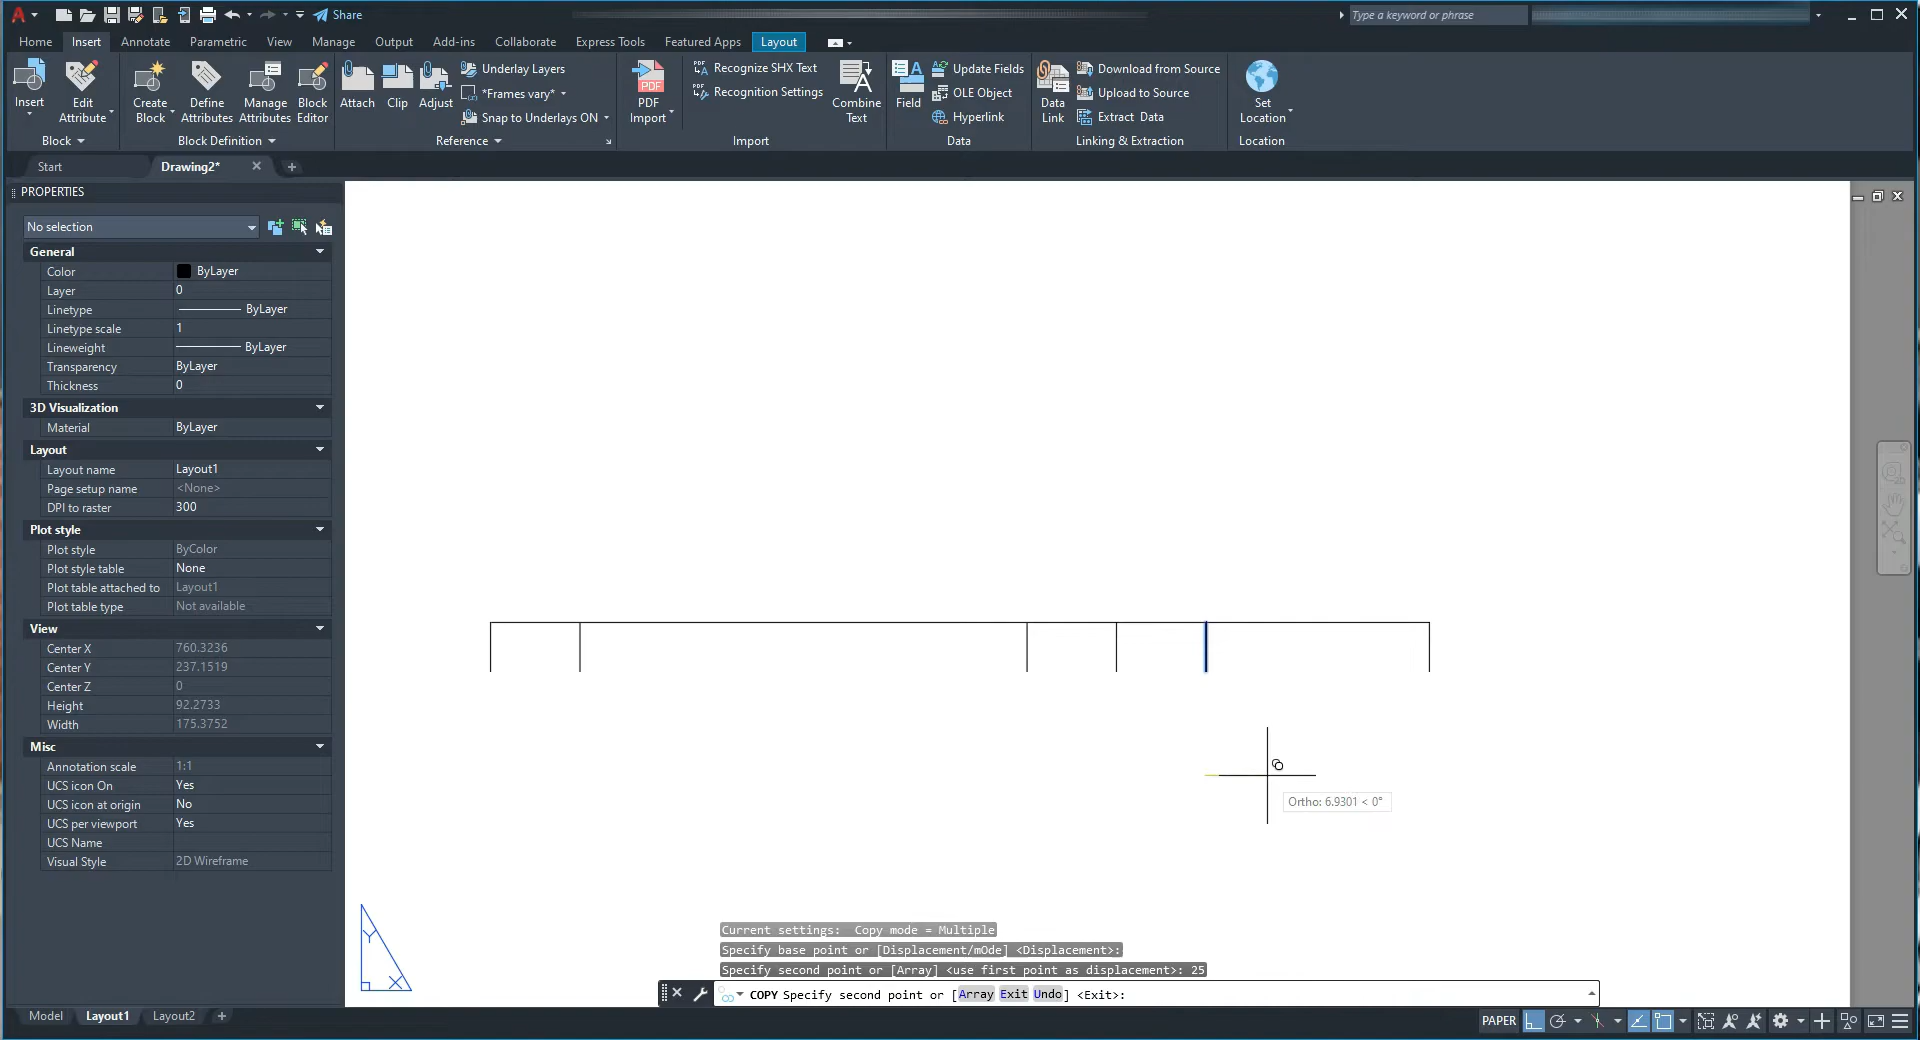 Share
Type a keyword or phrase
Home Insert Annotate Parametric View Manage Output Add-ins Collaborate Express Tools Featured Apps Layout
Insert
Edit
Attribute
Block
Create
Block
Define
Attributes
Manage
Attributes
Block
Editor
Block Definition
Attach
Clip
Adjust
Underlay Layers
*Frames vary*
Snap to Underlays ON
Reference
PDF
PDF
Import
Recognize SHX Text
Recognition Settings
Combine
Text
Import
Field
Update Fields
OLE Object
Hyperlink
Data
Data
Link
Download from Source
Upload to Source
Extract Data
Linking & Extraction
Set
Location
Location
Start
Drawing2*
PROPERTIES
No selection
General
Color ByLayer
Layer 0
Linetype ByLayer
Linetype scale 1
Lineweight ByLayer
Transparency ByLayer
Thickness 0
3D Visualization
Material ByLayer
Layout
Layout name Layout1
Page setup name <None>
DPI to raster 300
Plot style
Plot style ByColor
Plot style table None
Plot table attached to Layout1
Plot table type Not available
View
Center X 760.3236
Center Y 237.1519
Center Z 0
Height 92.2733
Width 175.3752
Misc
Annotation scale 1:1
UCS icon On Yes
UCS icon at origin No
UCS per viewport Yes
UCS Name
Visual Style 2D Wireframe
Ortho: 6.9301 < 0°
Y
X
Current settings: Copy mode = Multiple
Specify base point or [Displacement/mOde] <Displacement>:
Specify second point or [Array] <use first point as displacement>: 25
COPY Specify second point or [Array Exit Undo] <Exit>:
Model Layout1 Layout2
PAPER